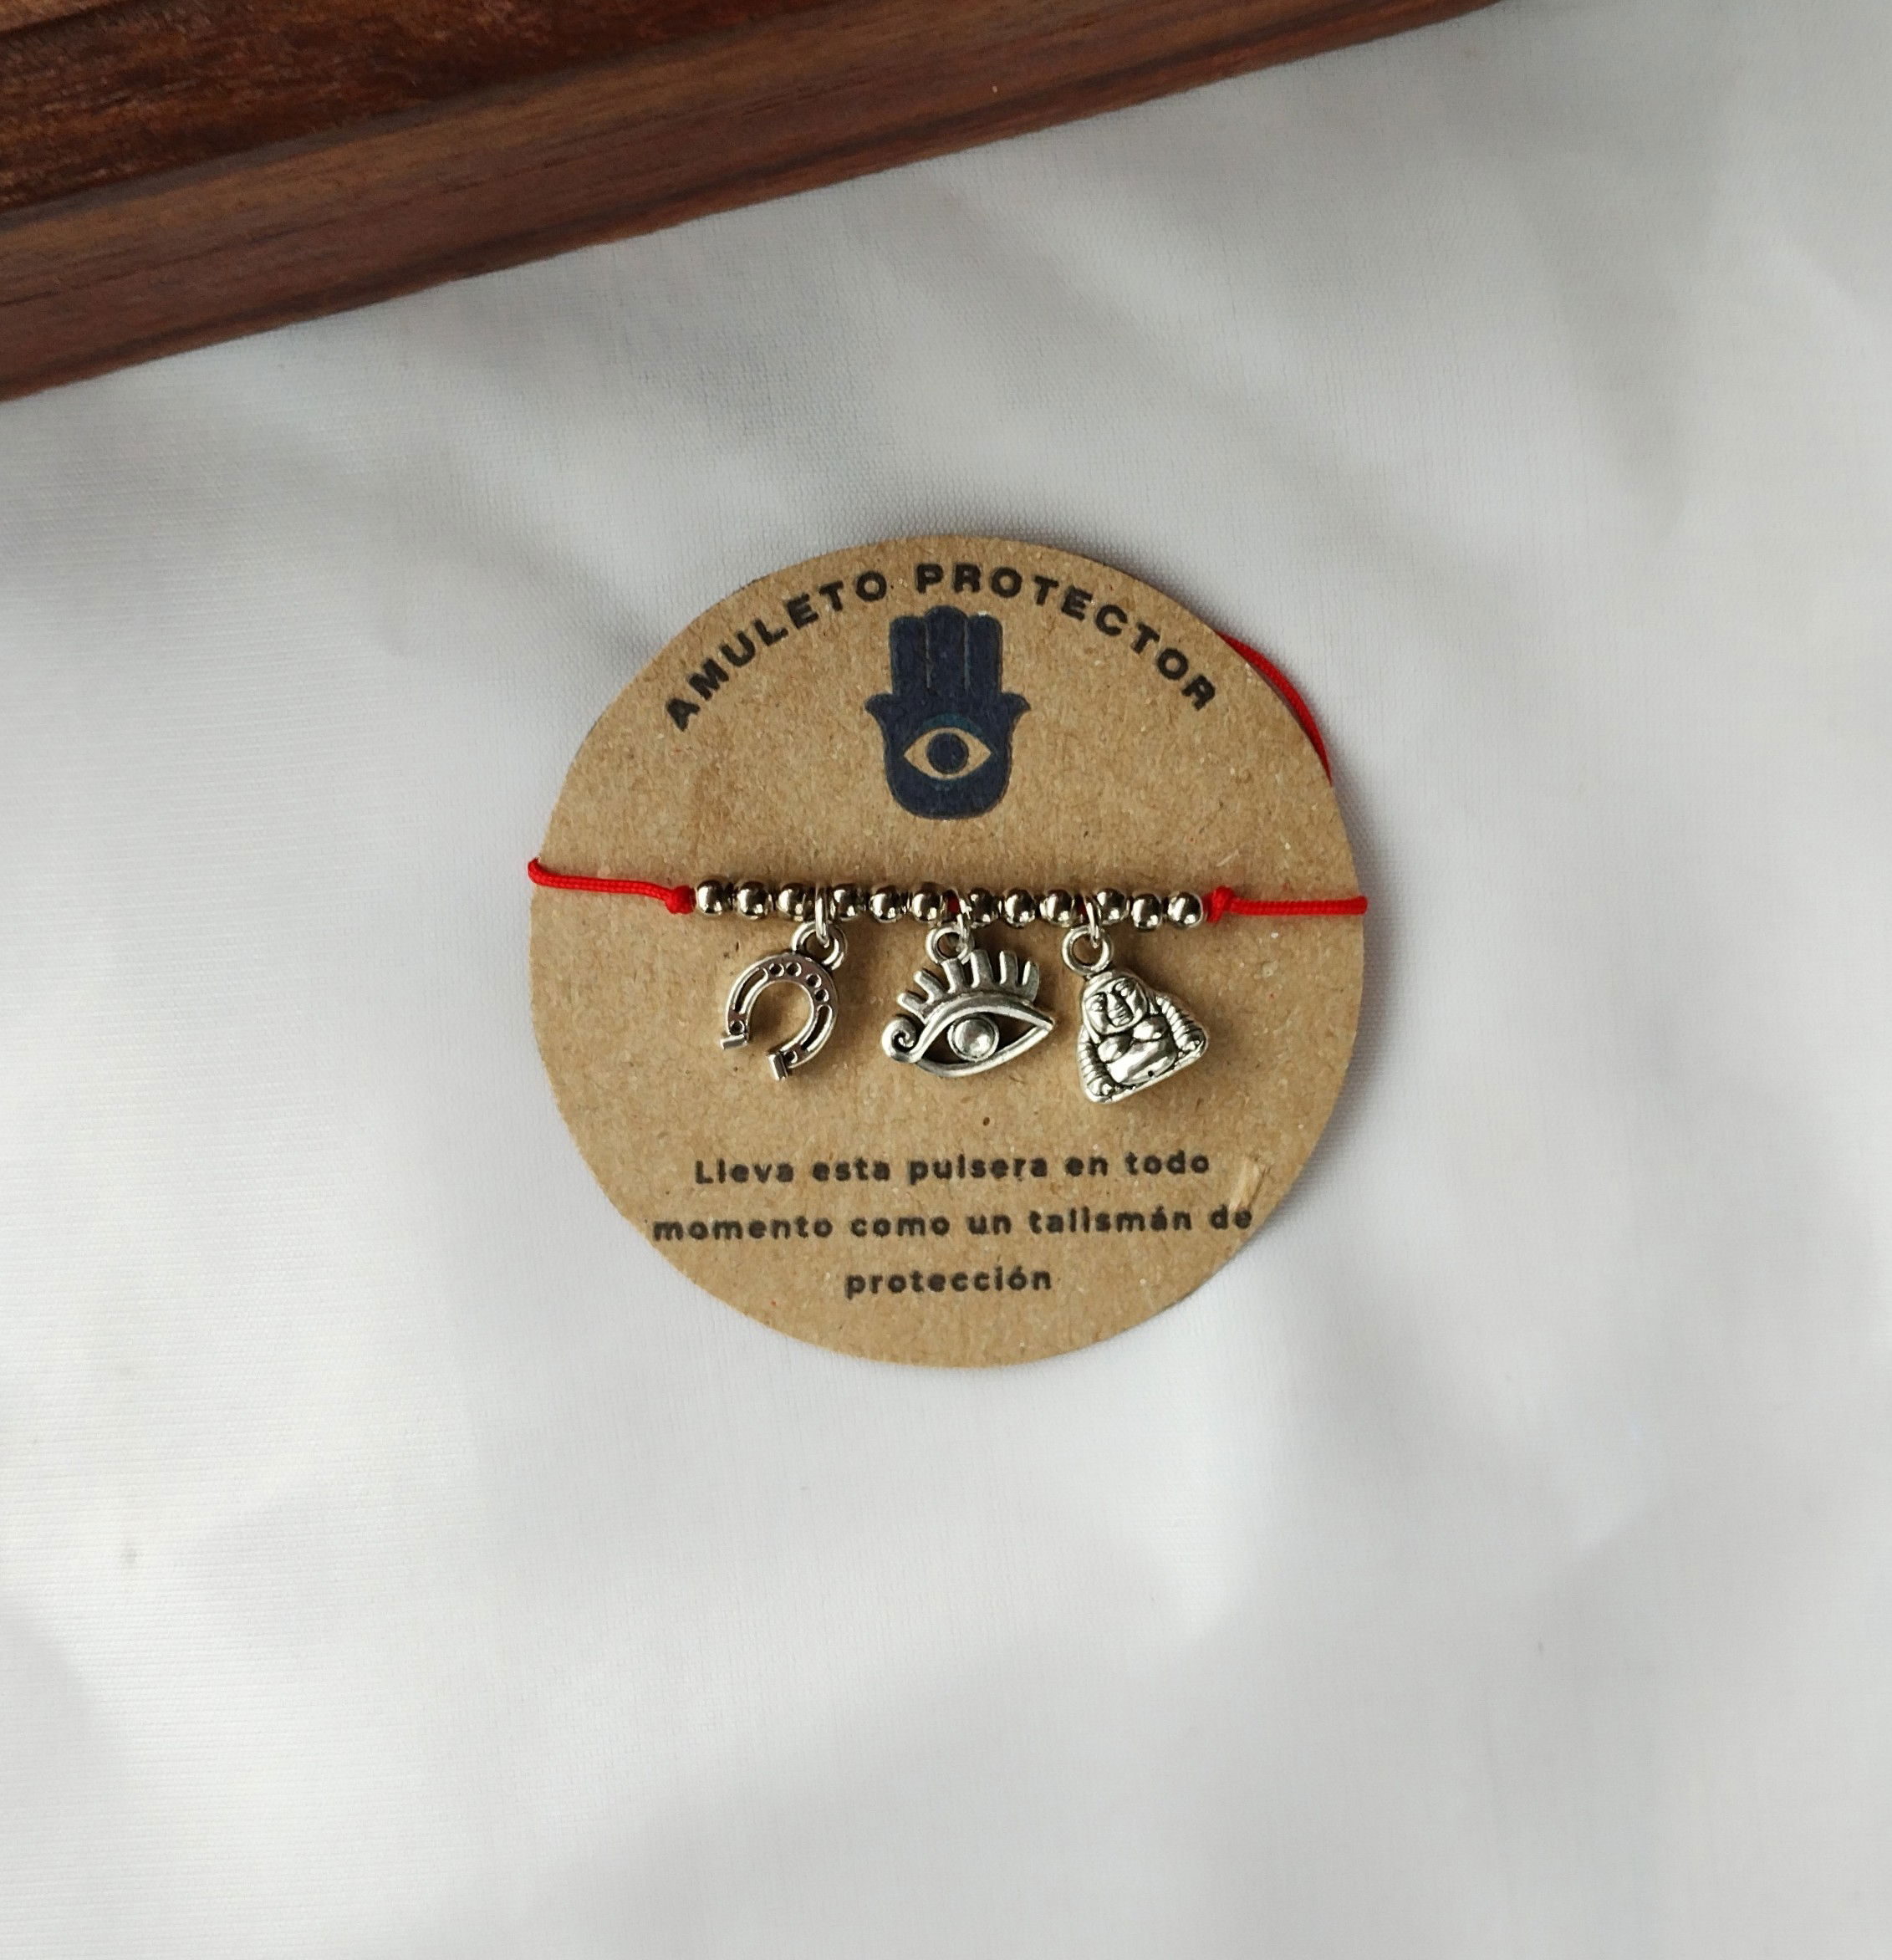 AMULETO PROTECTOR
Lleva esta pulsera en todo
momento como un talismán de
protección